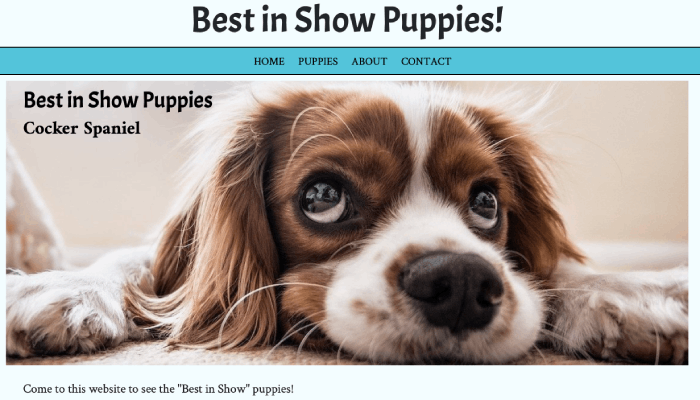 Best in Show Puppies!
HOME PUPPIES ABOUT CONTACT
Best in Show Puppies
Cocker Spaniel
Come to this website to see the "Best in Show" puppies!